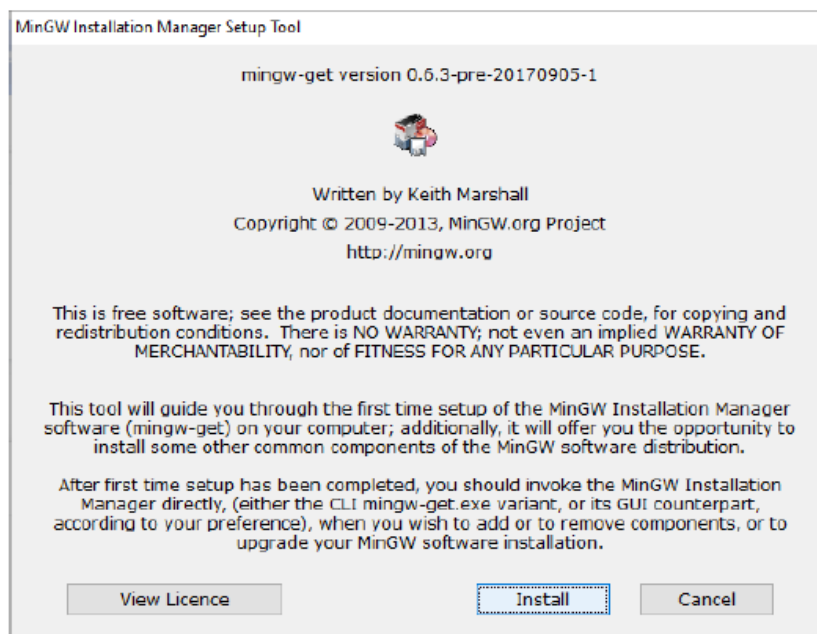 MinGW Installation Manager Setup Tool
mingw-get version 0.6.3-pre-20170905-1
Written by Keith Marshall
Copyright © 2009-2013, MinGW.org Project
http://mingw.org
This is free software; see the product documentation or source code, for copying and
redistribution conditions. There is NO WARRANTY; not even an implied WARRANTY OF
MERCHANTABILITY, nor of FITNESS FOR ANY PARTICULAR PURPOSE.
This tool will guide you through the first time setup of the MinGW Installation Manager
software (mingw-get) on your computer; additionally, it will offer you the opportunity to
install some other common components of the MinGW software distribution.
After first time setup has been completed, you should invoke the MinGW Installation
Manager directly, (either the CLI mingw-get.exe variant, or its GUI counterpart,
according to your preference), when you wish to add or to remove components, or to
upgrade your MinGW software installation.
View Licence
Install
Cancel